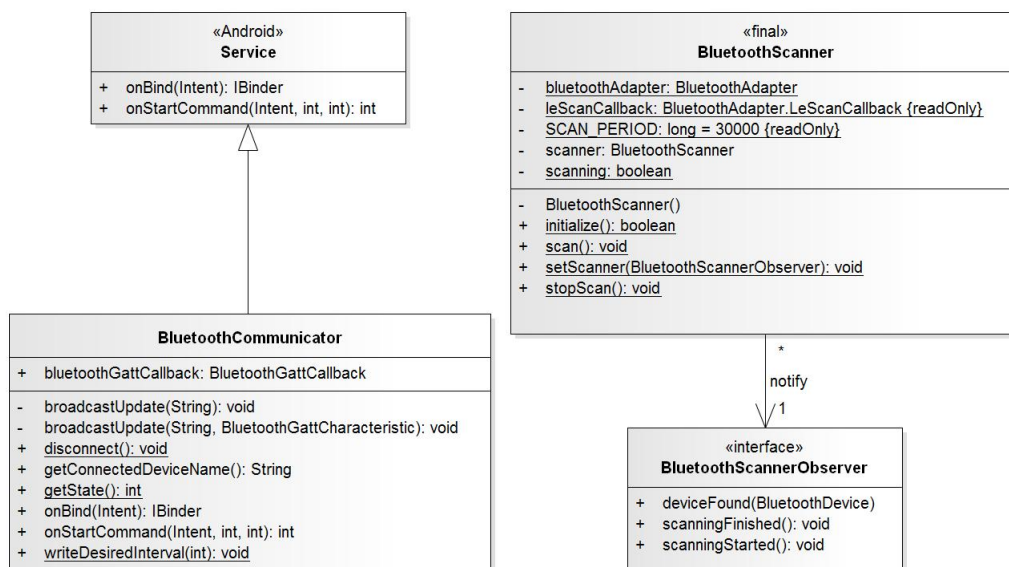 «Android»
Service
+ onBind(Intent): IBinder
+ onStartCommand(Intent, int, int): int
«final»
BluetoothScanner
- bluetoothAdapter: BluetoothAdapter
- leScanCallback: BluetoothAdapter.LeScanCallback {readOnly}
- SCAN_PERIOD: long = 30000 {readOnly}
- scanner: BluetoothScanner
- scanning: boolean
- BluetoothScanner()
+ initialize(): boolean
+ scan(): void
+ setScanner(BluetoothScannerObserver): void
+ stopScan(): void
BluetoothCommunicator
+ bluetoothGattCallback: BluetoothGattCallback
- broadcastUpdate(String): void
- broadcastUpdate(String, BluetoothGattCharacteristic): void
+ disconnect(): void
+ getConnectedDeviceName(): String
+ getState(): int
+ onBind(Intent): IBinder
+ onStartCommand(Intent, int, int): int
+ writeDesiredInterval(int): void
*
notify
1
«interface»
BluetoothScannerObserver
+ deviceFound(BluetoothDevice)
+ scanningFinished(): void
+ scanningStarted(): void